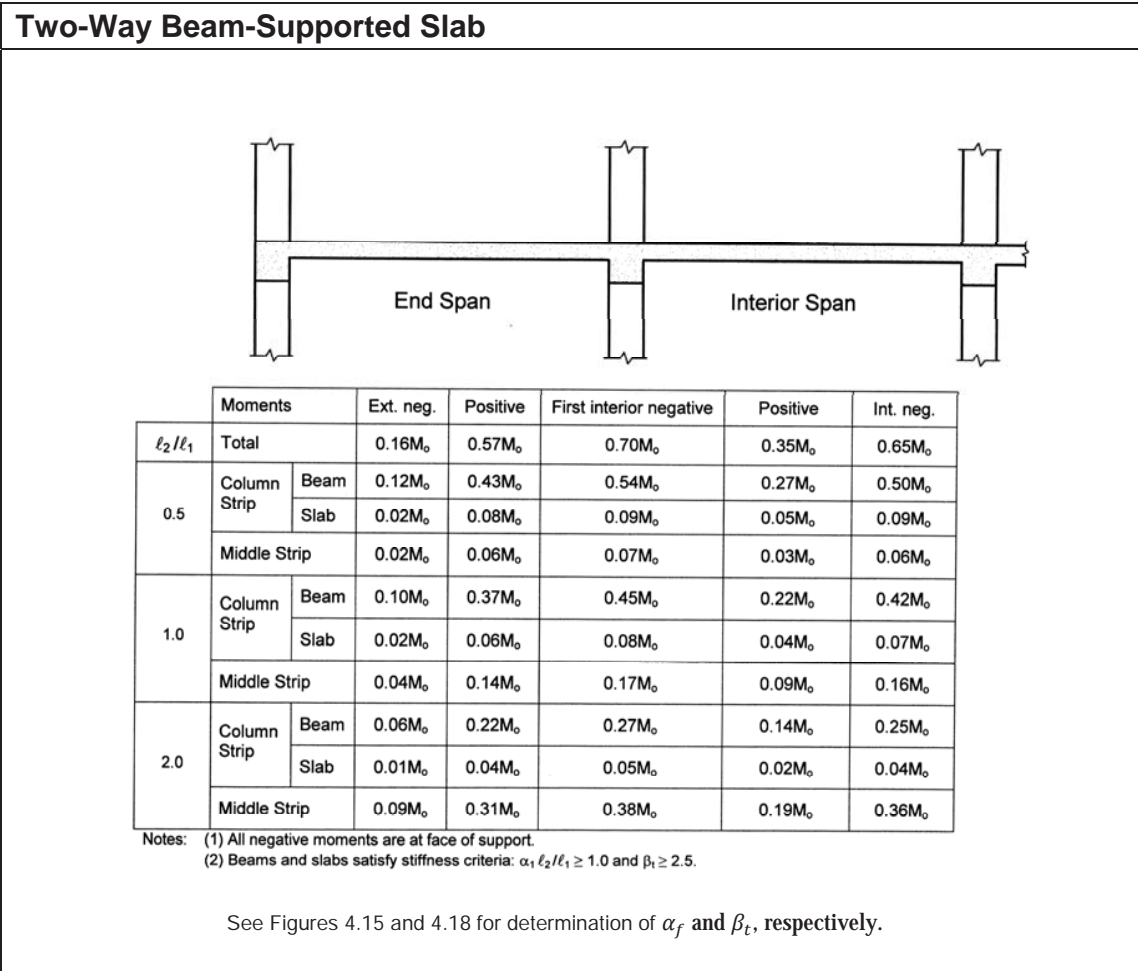 Two-Way Beam-Supported Slab
End Span
Interior Span
Moments Ext. neg. Positive First interior negative Positive Int. neg.
ℓ₂/ℓ₁ Total 0.16Mₒ 0.57Mₒ 0.70Mₒ 0.35Mₒ 0.65Mₒ
0.5 Column Strip Beam 0.12Mₒ 0.43Mₒ 0.54Mₒ 0.27Mₒ 0.50Mₒ
Slab 0.02Mₒ 0.08Mₒ 0.09Mₒ 0.05Mₒ 0.09Mₒ
Middle Strip 0.02Mₒ 0.06Mₒ 0.07Mₒ 0.03Mₒ 0.06Mₒ
1.0 Column Strip Beam 0.10Mₒ 0.37Mₒ 0.45Mₒ 0.22Mₒ 0.42Mₒ
Slab 0.02Mₒ 0.06Mₒ 0.08Mₒ 0.04Mₒ 0.07Mₒ
Middle Strip 0.04Mₒ 0.14Mₒ 0.17Mₒ 0.09Mₒ 0.16Mₒ
2.0 Column Strip Beam 0.06Mₒ 0.22Mₒ 0.27Mₒ 0.14Mₒ 0.25Mₒ
Slab 0.01Mₒ 0.04Mₒ 0.05Mₒ 0.02Mₒ 0.04Mₒ
Middle Strip 0.09Mₒ 0.31Mₒ 0.38Mₒ 0.19Mₒ 0.36Mₒ
Notes: (1) All negative moments are at face of support.
(2) Beams and slabs satisfy stiffness criteria: α₁ ℓ₂/ℓ₁ ≥ 1.0 and βₜ ≥ 2.5.
See Figures 4.15 and 4.18 for determination of α_f and βₜ, respectively.